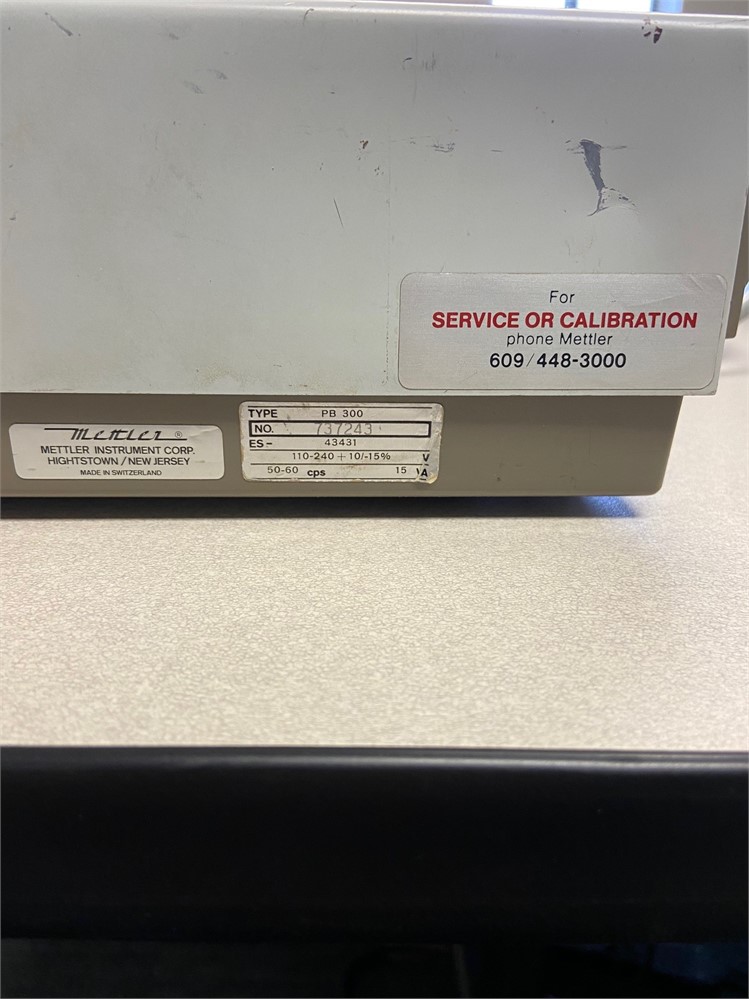 For
SERVICE OR CALIBRATION
phone Mettler
609/448-3000
Mettler ®
METTLER INSTRUMENT CORP.
HIGHTSTOWN / NEW JERSEY
MADE IN SWITZERLAND
TYPE PB 300
NO. 737243
ES- 43431
110-240 + 10/-15% V
50-60 cps 15 VA